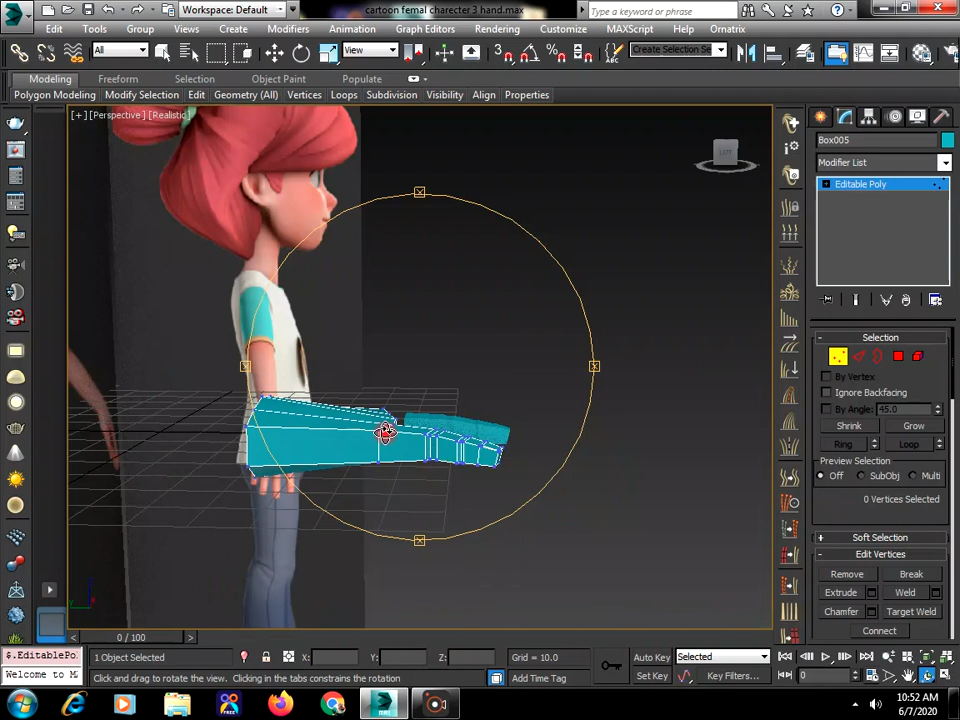 Workspace: Default
cartoon femal charecter 3 hand.max
Type a keyword or phrase
Edit Tools Group Views Create Modifiers Animation Graph Editors Rendering Customize MAXScript Help Ornatrix
All View Create Selection Se
Modeling Freeform Selection Object Paint Populate
Polygon Modeling Modify Selection Edit Geometry (All) Vertices Loops Subdivision Visibility Align Properties
[+] [Perspective] [Realistic]
LEFT
Box005
Modifier List
Editable Poly
Selection
By Vertex
Ignore Backfacing
By Angle: 45.0
Shrink Grow
Ring Loop
Preview Selection
Off SubObj Multi
0 Vertices Selected
Soft Selection
Edit Vertices
Remove Break
Extrude Weld
Chamfer Target Weld
Connect
0 / 100
$.EditablePol 1 Object Selected X: Y: Z: Grid = 10.0 Auto Key Selected
Welcome to M Click and drag to rotate the view. Clicking in the tabs constrains the rotation Add Time Tag Set Key Key Filters... 0
FREE
MAX
10:52 AM
6/7/2020